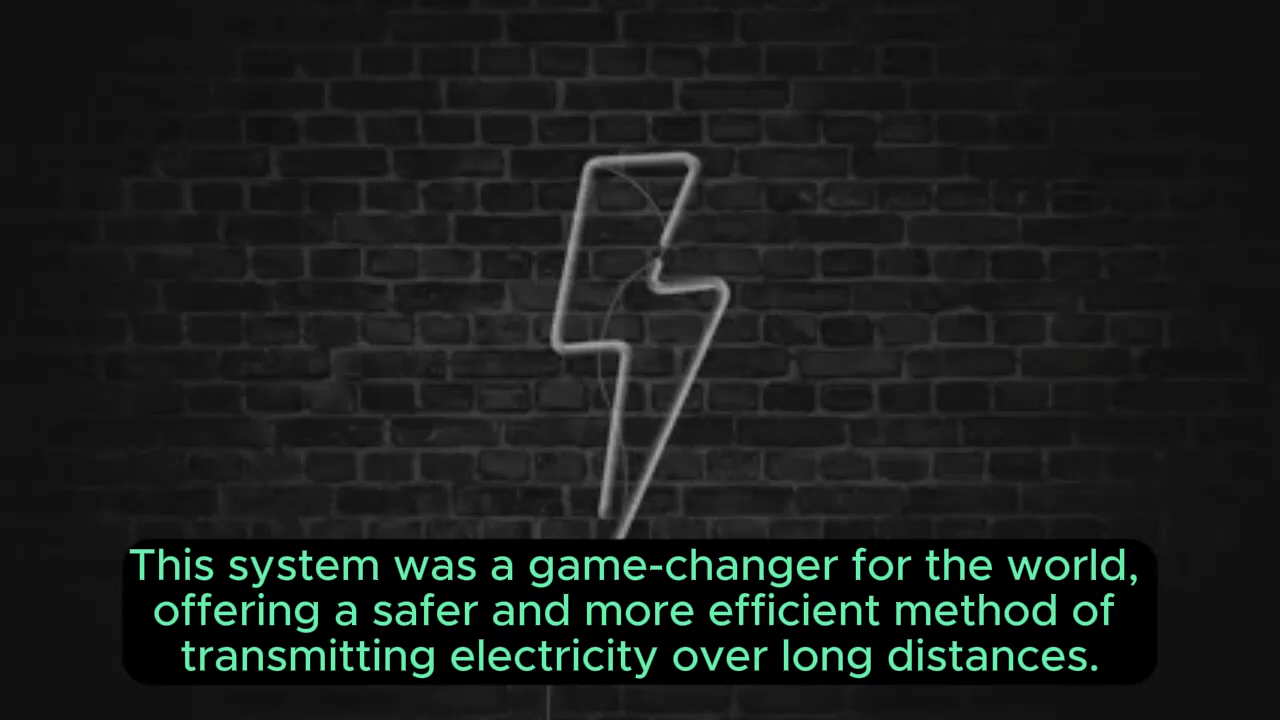 This system was a game-changer for the world,
offering a safer and more efficient method of
transmitting electricity over long distances.